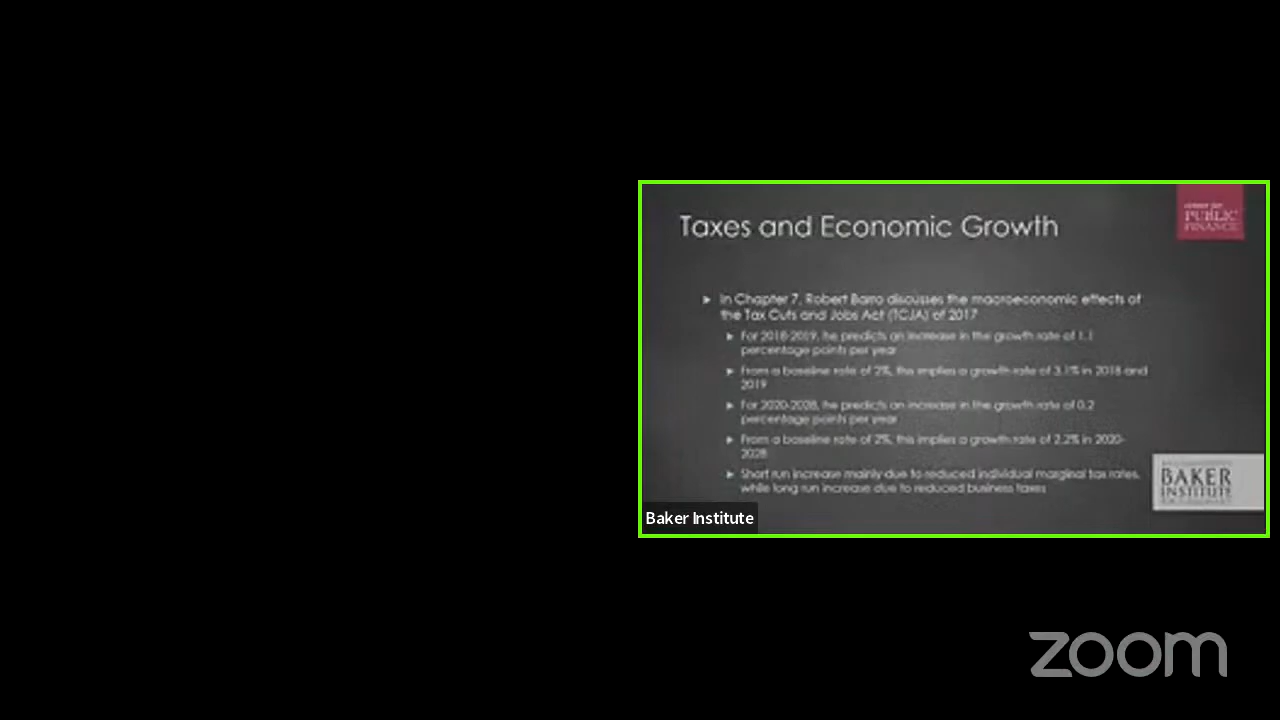 Taxes and Economic Growth
center for
PUBLIC
FINANCE
In Chapter 7, Robert Barro discusses the macroeconomic effects of
the Tax Cuts and Jobs Act (TCJA) of 2017
For 2018-2019, he predicts an increase in the growth rate of 1.1
percentage points per year
From a baseline rate of 2%, this implies a growth rate of 3.1% in 2018 and
2019
For 2020-2028, he predicts an increase in the growth rate of 0.2
percentage points per year
From a baseline rate of 2%, this implies a growth rate of 2.2% in 2020-
2028
Short run increase mainly due to reduced individual marginal tax rates,
while long run increase due to reduced business taxes
BAKER
INSTITUTE
Baker Institute
zoom